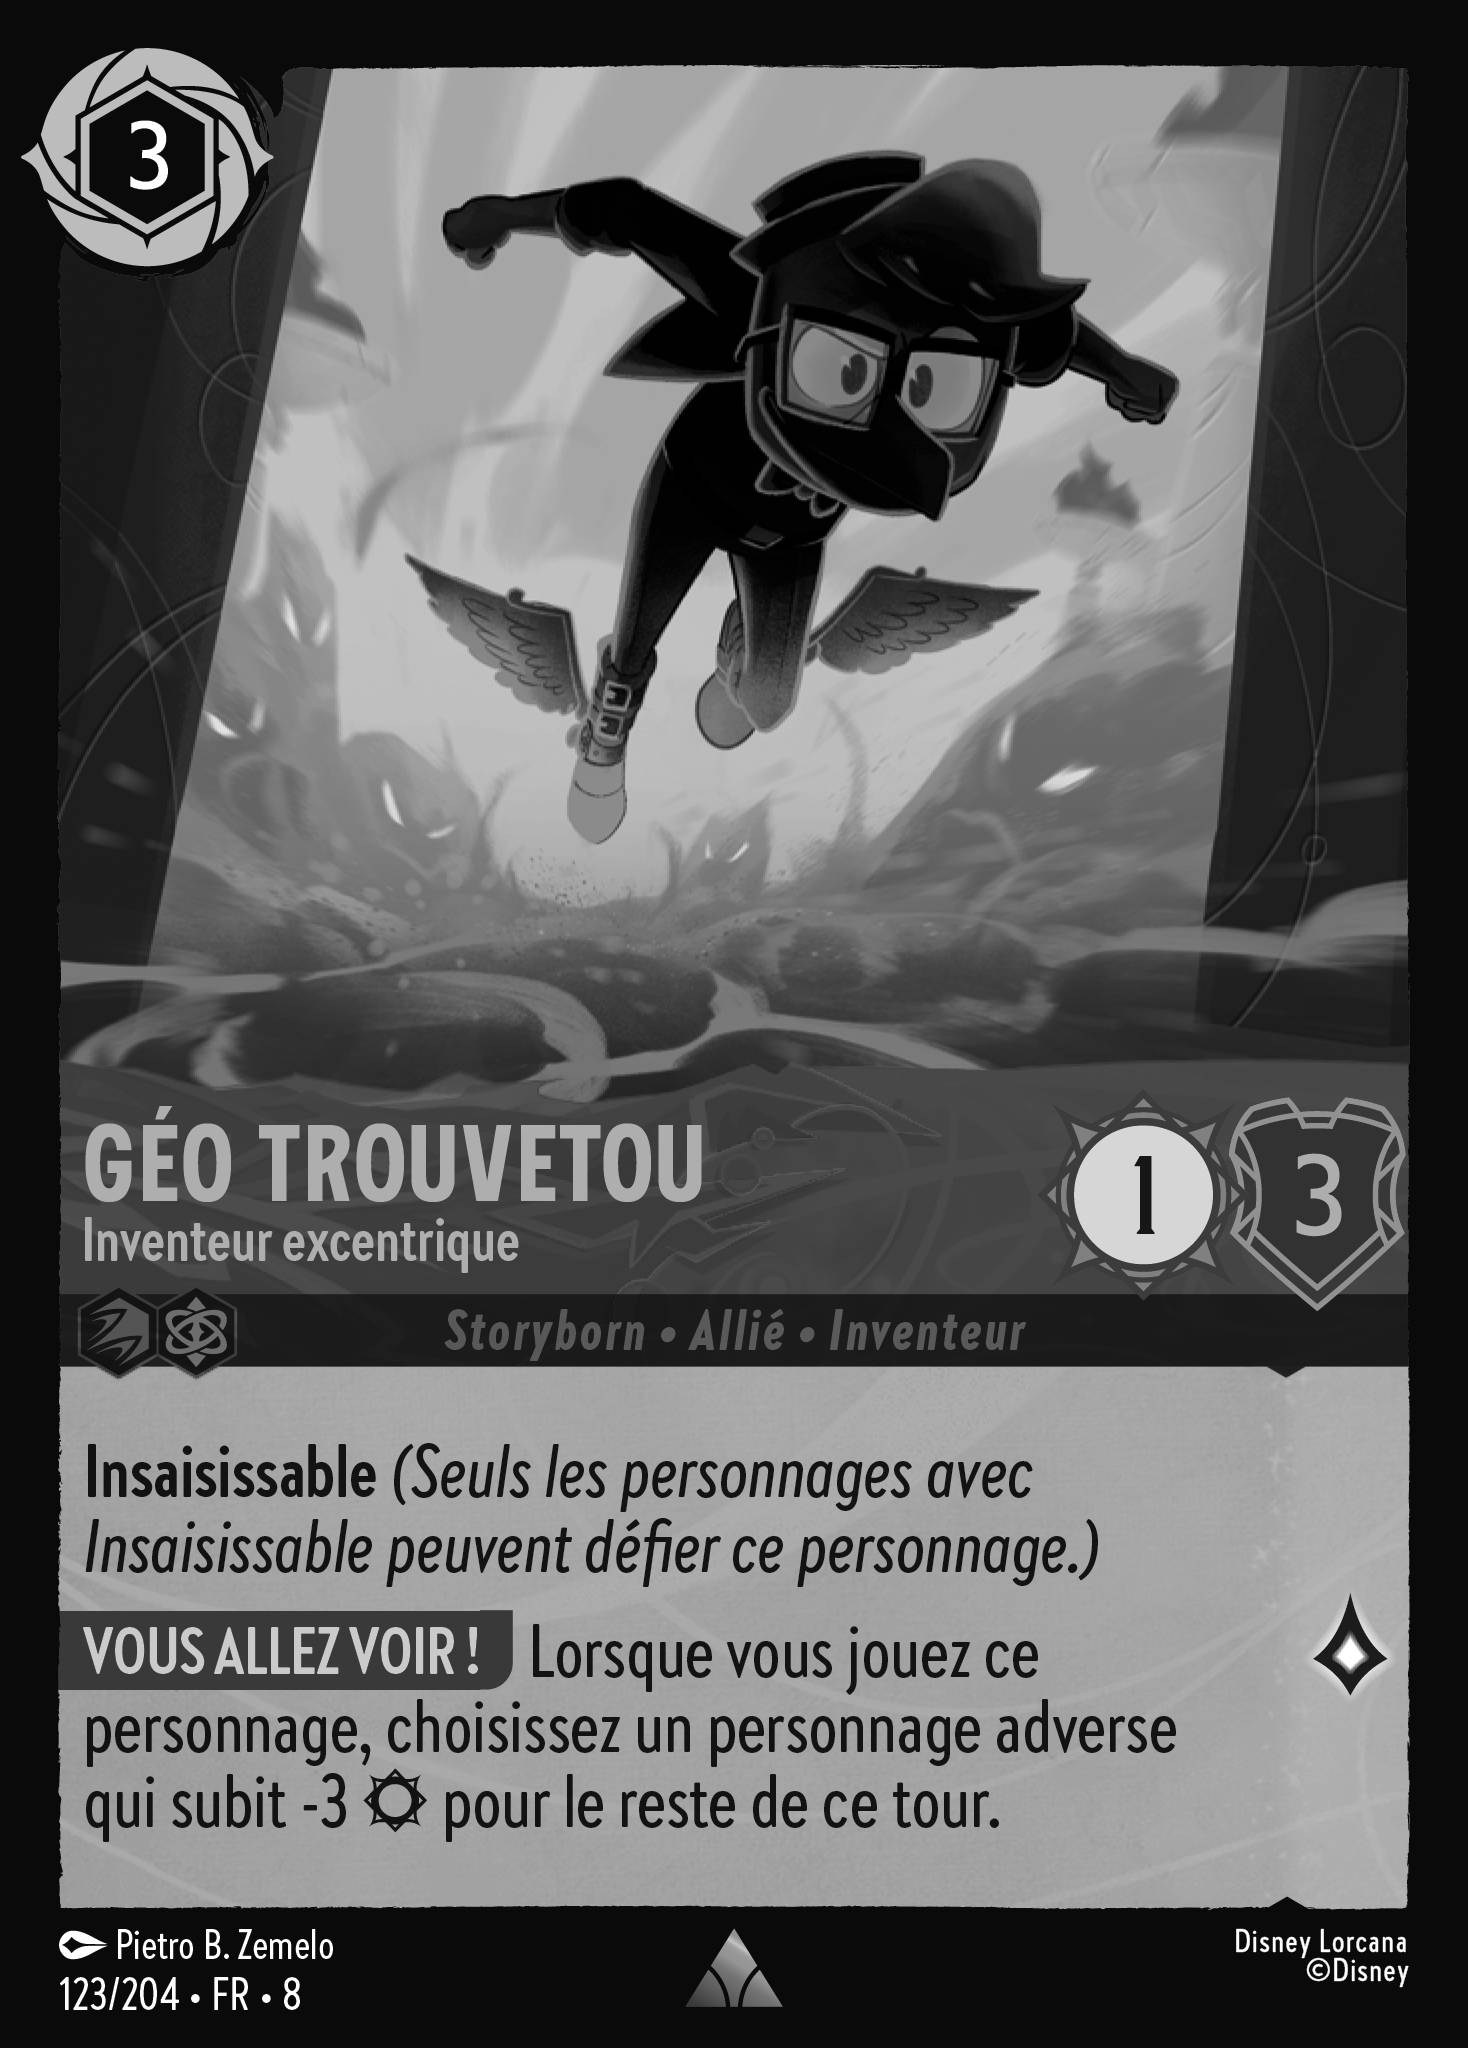 3
GÉO TROUVETOU
Inventeur excentrique
1
3
Storyborn • Allié • Inventeur
Insaisissable (Seuls les personnages avec
Insaisissable peuvent défier ce personnage.)
VOUS ALLEZ VOIR ! Lorsque vous jouez ce
personnage, choisissez un personnage adverse
qui subit -3 pour le reste de ce tour.
Pietro B. Zemelo
123/204 • FR • 8
Disney Lorcana
©Disney